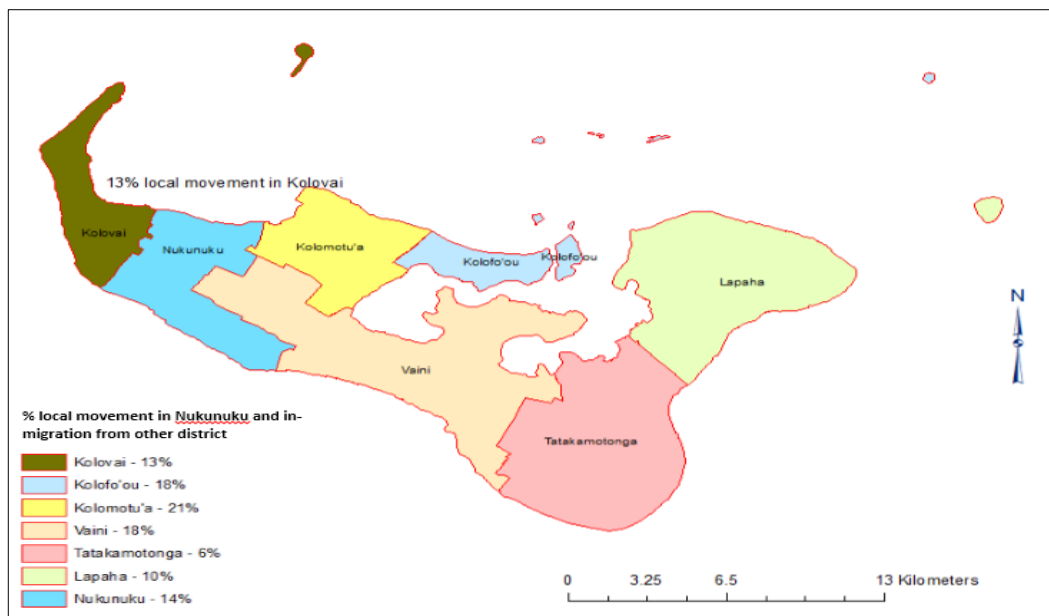 13% local movement in Kolovai
Kolovai
Nukunuku
Kolomotu'a
Kolofo'ou
Kolofo'ou
Lapaha
N
Vaini
Tatakamotonga
% local movement in Nukunuku and in-
migration from other district
Kolovai - 13%
Kolofo'ou - 18%
Kolomotu'a - 21%
Vaini - 18%
Tatakamotonga - 6%
Lapaha - 10%
Nukunuku - 14%
0 3.25 6.5 13 Kilometers